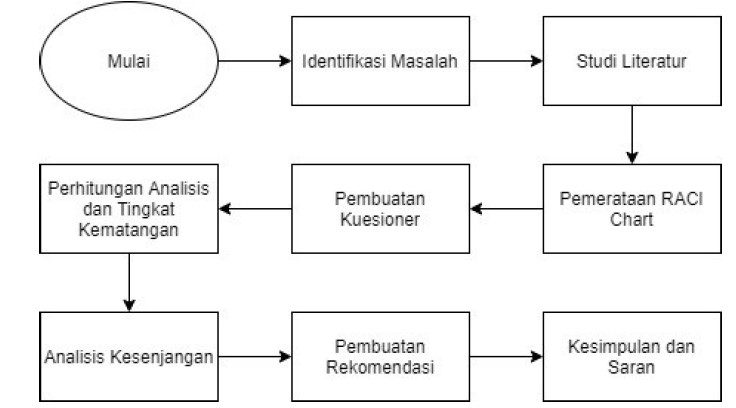 Mulai
Identifikasi Masalah
Studi Literatur
Pemerataan RACI
Chart
Pembuatan
Kuesioner
Perhitungan Analisis
dan Tingkat
Kematangan
Analisis Kesenjangan
Pembuatan
Rekomendasi
Kesimpulan dan
Saran